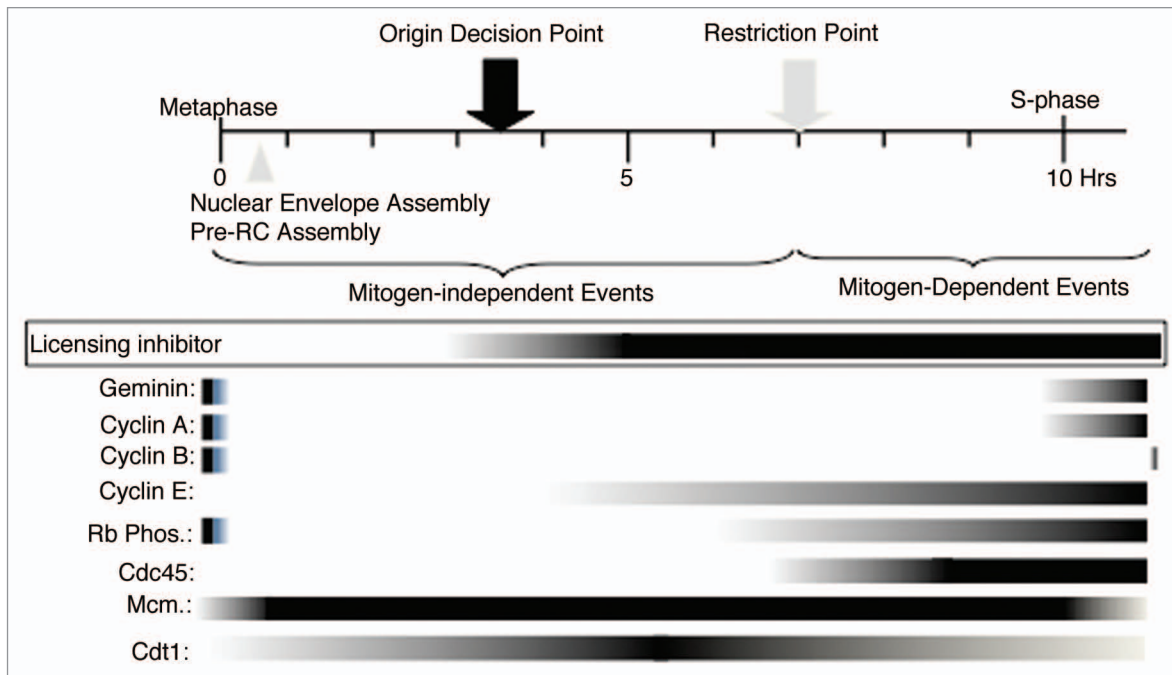 Origin Decision Point
Restriction Point
Metaphase
S-phase
0
5
10 Hrs
Nuclear Envelope Assembly
Pre-RC Assembly
Mitogen-independent Events
Mitogen-Dependent Events
Licensing inhibitor
Geminin:
Cyclin A:
Cyclin B:
Cyclin E:
Rb Phos.:
Cdc45:
Mcm.:
Cdt1: